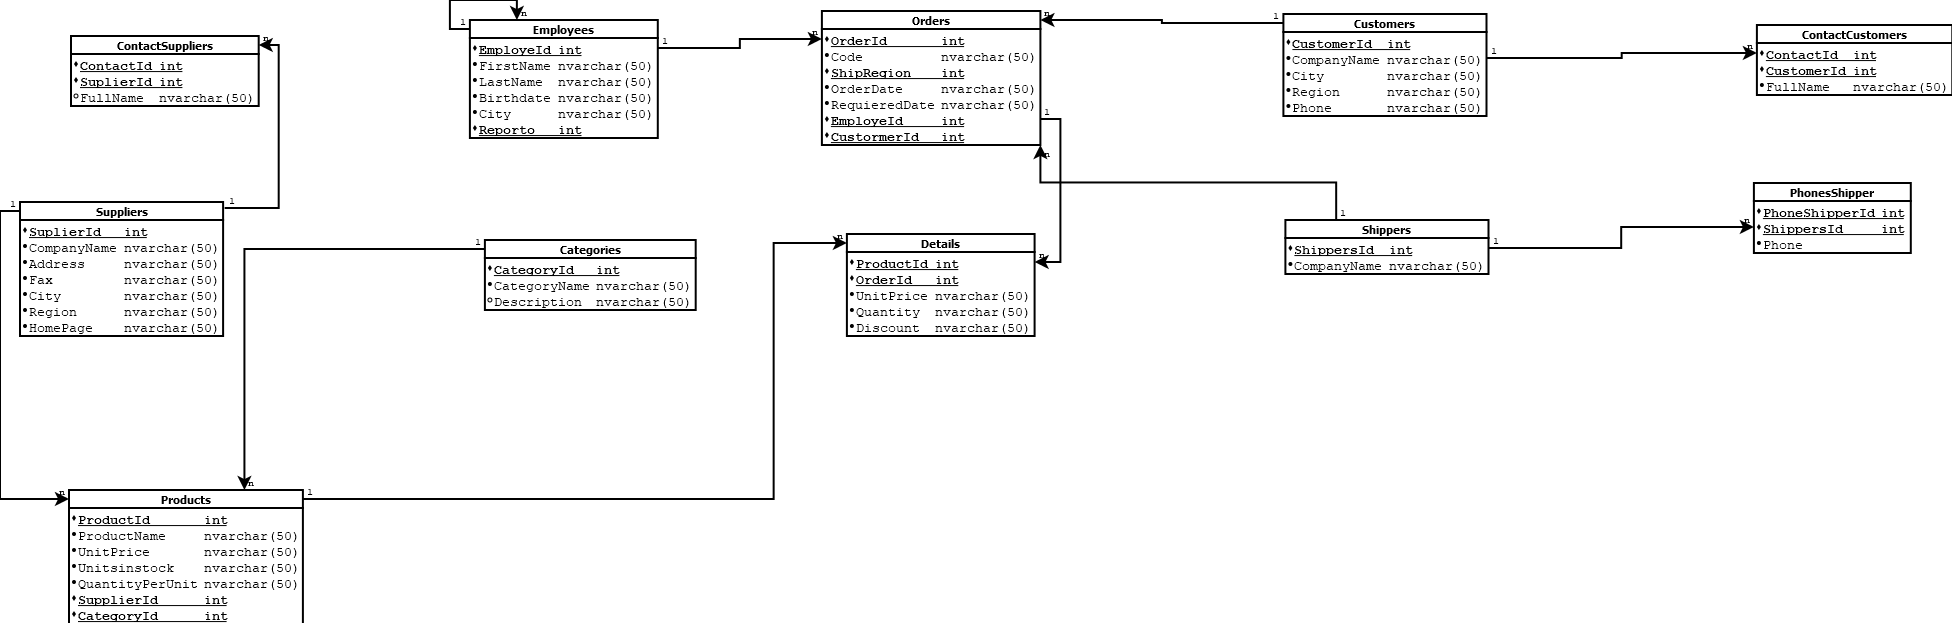 ContactSuppliers
ContactId int
SuplierId int
FullName nvarchar(50)
n
1
n
Employees
EmployeId int
FirstName nvarchar(50)
LastName nvarchar(50)
Birthdate nvarchar(50)
City nvarchar(50)
Reporto int
1
n
Orders
OrderId int
Code nvarchar(50)
ShipRegion int
OrderDate nvarchar(50)
RequieredDate nvarchar(50)
EmployeId int
CustormerId int
n
1
n
1
Customers
CustomerId int
CompanyName nvarchar(50)
City nvarchar(50)
Region nvarchar(50)
Phone nvarchar(50)
1
n
ContactCustomers
ContactId int
CustomerId int
FullName nvarchar(50)
1
1
Suppliers
SuplierId int
CompanyName nvarchar(50)
Address nvarchar(50)
Fax nvarchar(50)
City nvarchar(50)
Region nvarchar(50)
HomePage nvarchar(50)
1
Categories
CategoryId int
CategoryName nvarchar(50)
Description nvarchar(50)
n
Details
ProductId int
OrderId int
UnitPrice nvarchar(50)
Quantity nvarchar(50)
Discount nvarchar(50)
n
1
Shippers
ShippersId int
CompanyName nvarchar(50)
1
n
PhonesShipper
PhoneShipperId int
ShippersId int
Phone
n
n
1
Products
ProductId int
ProductName nvarchar(50)
UnitPrice nvarchar(50)
Unitsinstock nvarchar(50)
QuantityPerUnit nvarchar(50)
SupplierId int
CategoryId int